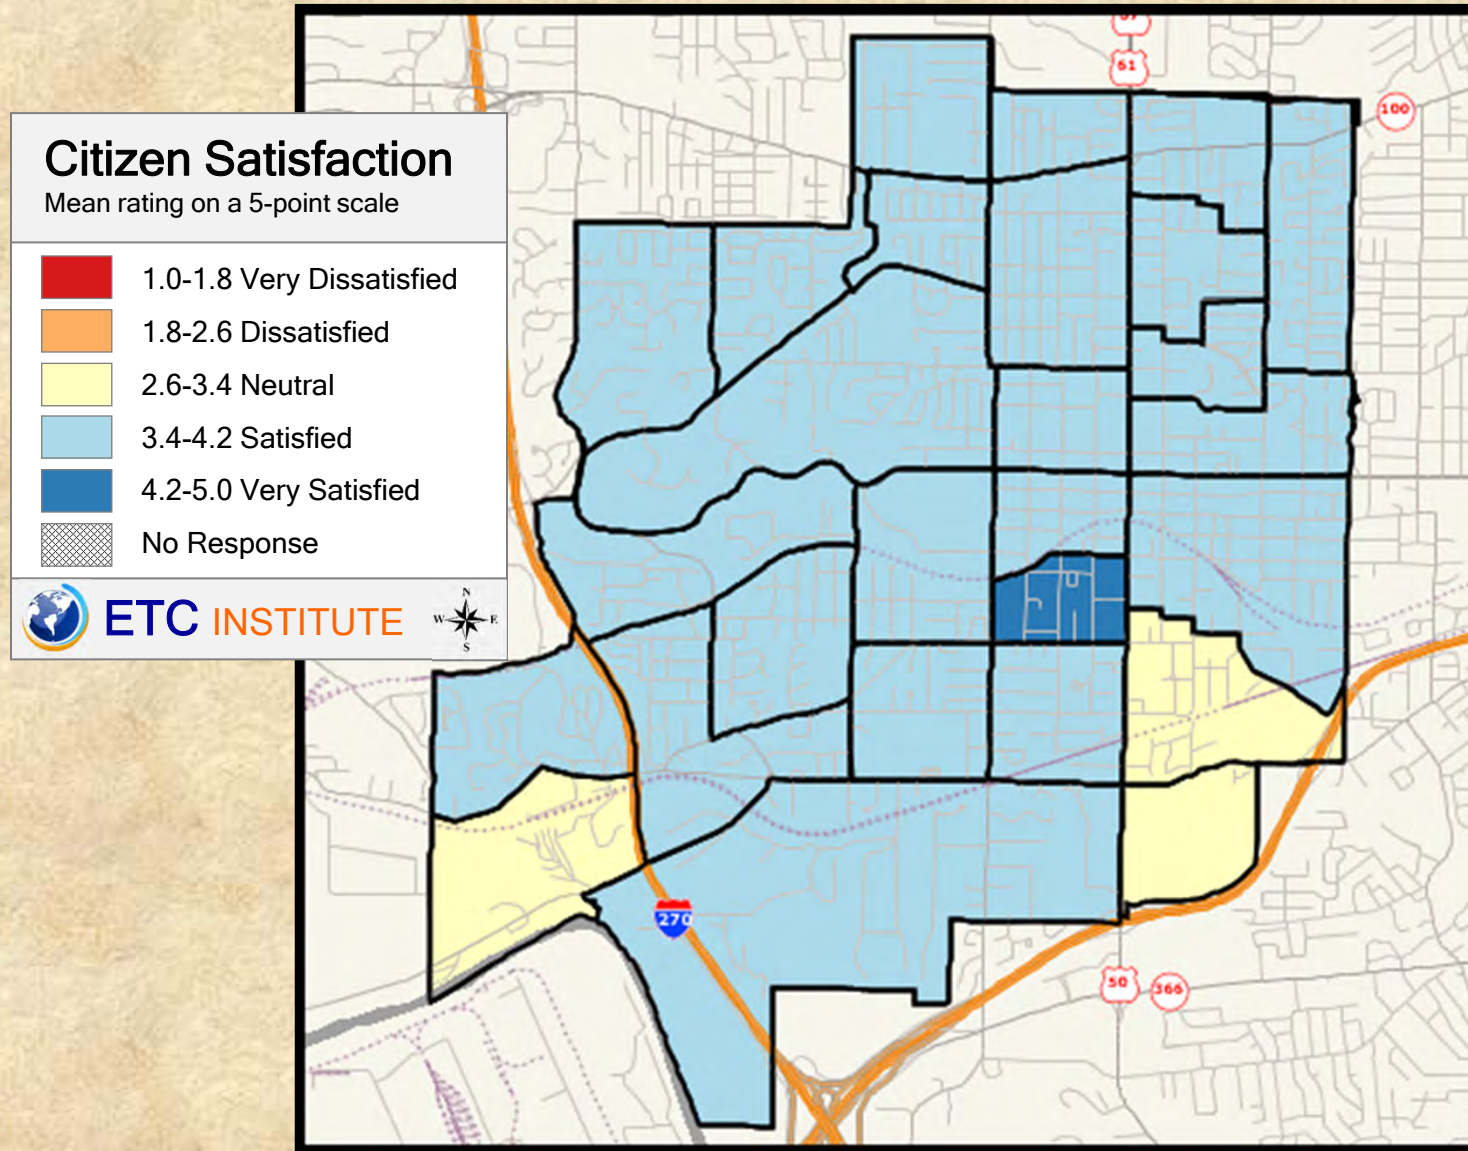 Citizen Satisfaction
Mean rating on a 5-point scale
1.0-1.8 Very Dissatisfied
1.8-2.6 Dissatisfied
2.6-3.4 Neutral
3.4-4.2 Satisfied
4.2-5.0 Very Satisfied
No Response
ETC INSTITUTE
N
W E
S
61
100
270
50
366